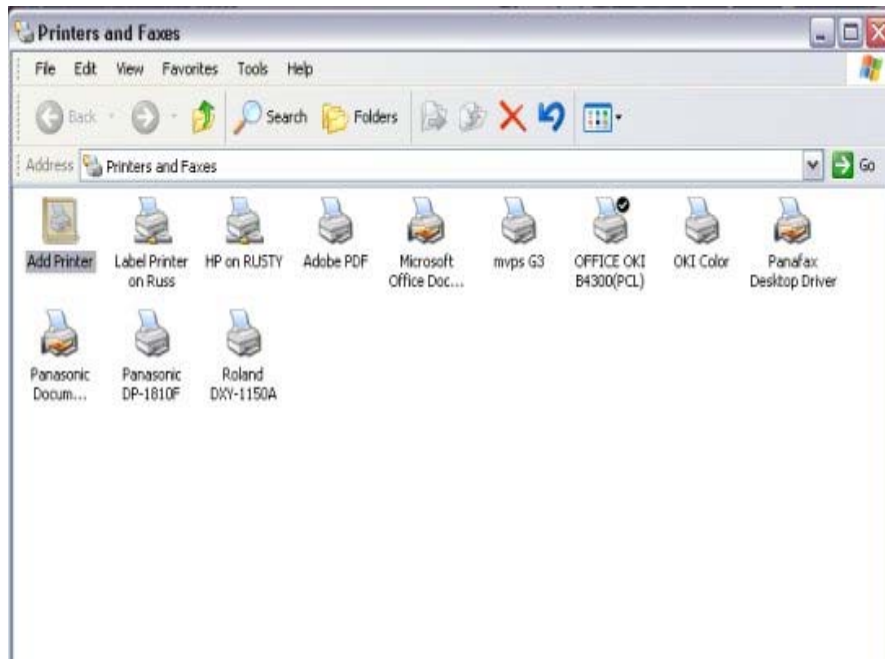 Printers and Faxes
File Edit View Favorites Tools Help
Back Search Folders
Address Printers and Faxes Go
Add Printer Label Printer HP on RUSTY Adobe PDF Microsoft mvps G3 OFFICE OKI OKI Color Panafax
on Russ Office Doc... B4300(PCL) Desktop Driver
Panasonic Panasonic Roland
Docum... DP-1810F DXY-1150A